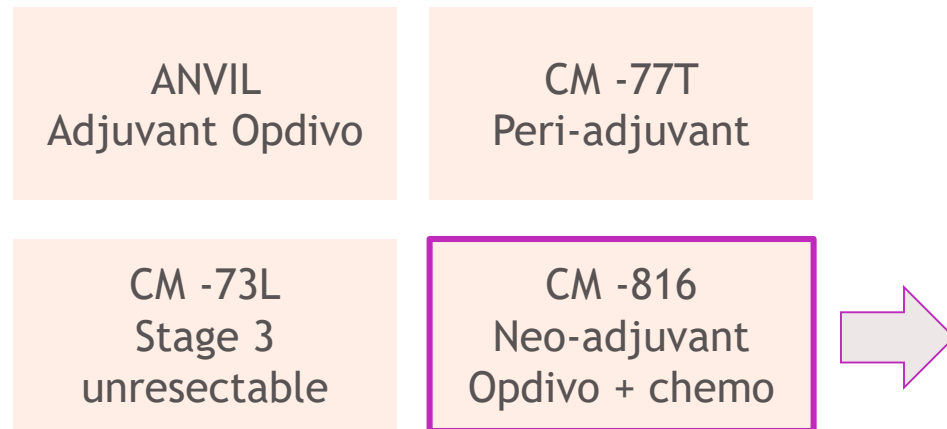 ANVIL
Adjuvant Opdivo
CM -77T
Peri-adjuvant
CM -73L
Stage 3
unresectable
CM -816
Neo-adjuvant
Opdivo + chemo